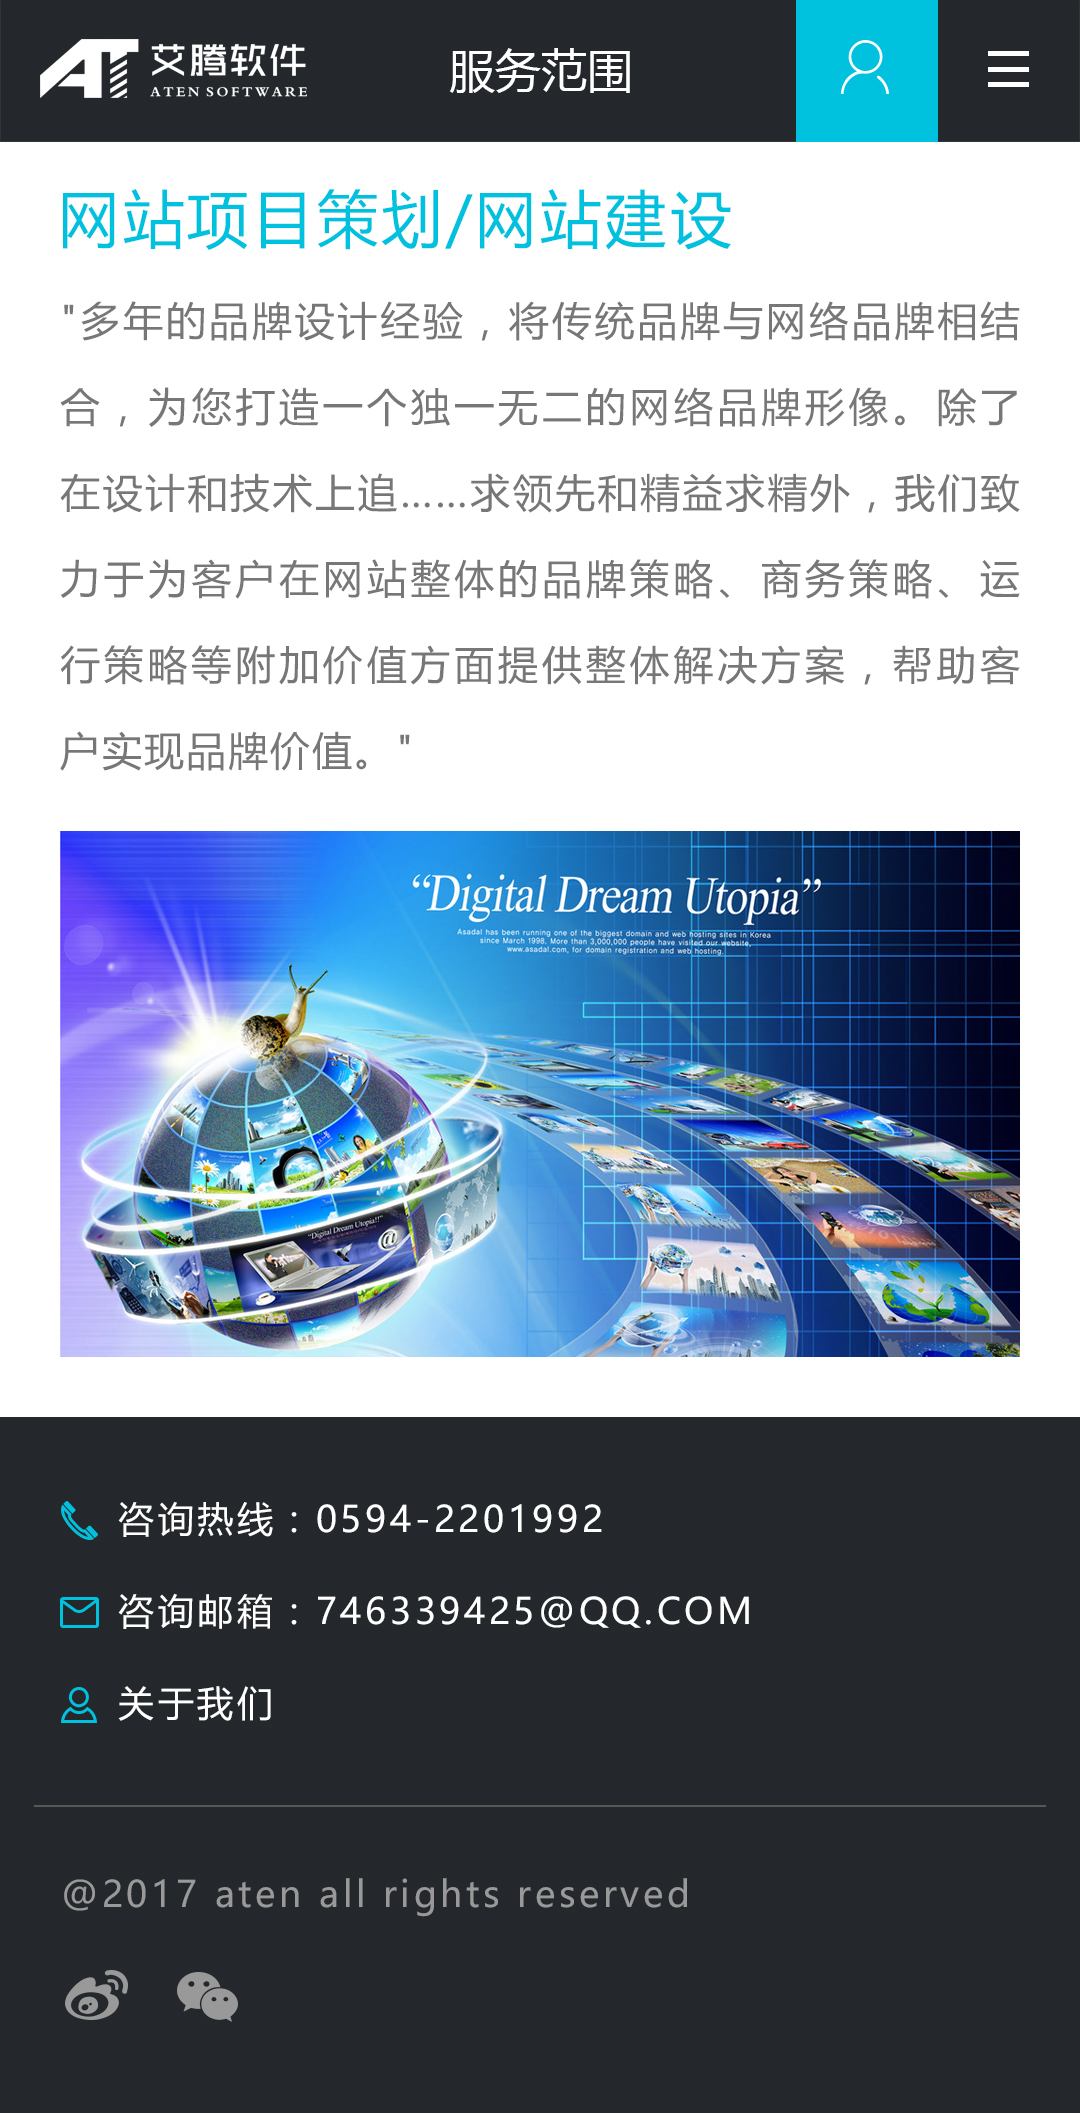 艾腾软件
ATEN SOFTWARE
服务范围
网站项目策划/网站建设
"多年的品牌设计经验，将传统品牌与网络品牌相结
合，为您打造一个独一无二的网络品牌形像。除了
在设计和技术上追……求领先和精益求精外，我们致
力于为客户在网站整体的品牌策略、商务策略、运
行策略等附加价值方面提供整体解决方案，帮助客
户实现品牌价值。"
“Digital Dream Utopia”
Asadal has been running one of the biggest domain and web hosting sites in Korea
since March 1998. More than 3,000,000 people have visited our website,
www.asadal.com, for domain registration and web hosting.
“Digital Dream Utopia!!”
@
咨询热线：0594-2201992
咨询邮箱：746339425@QQ.COM
关于我们
@2017 aten all rights reserved